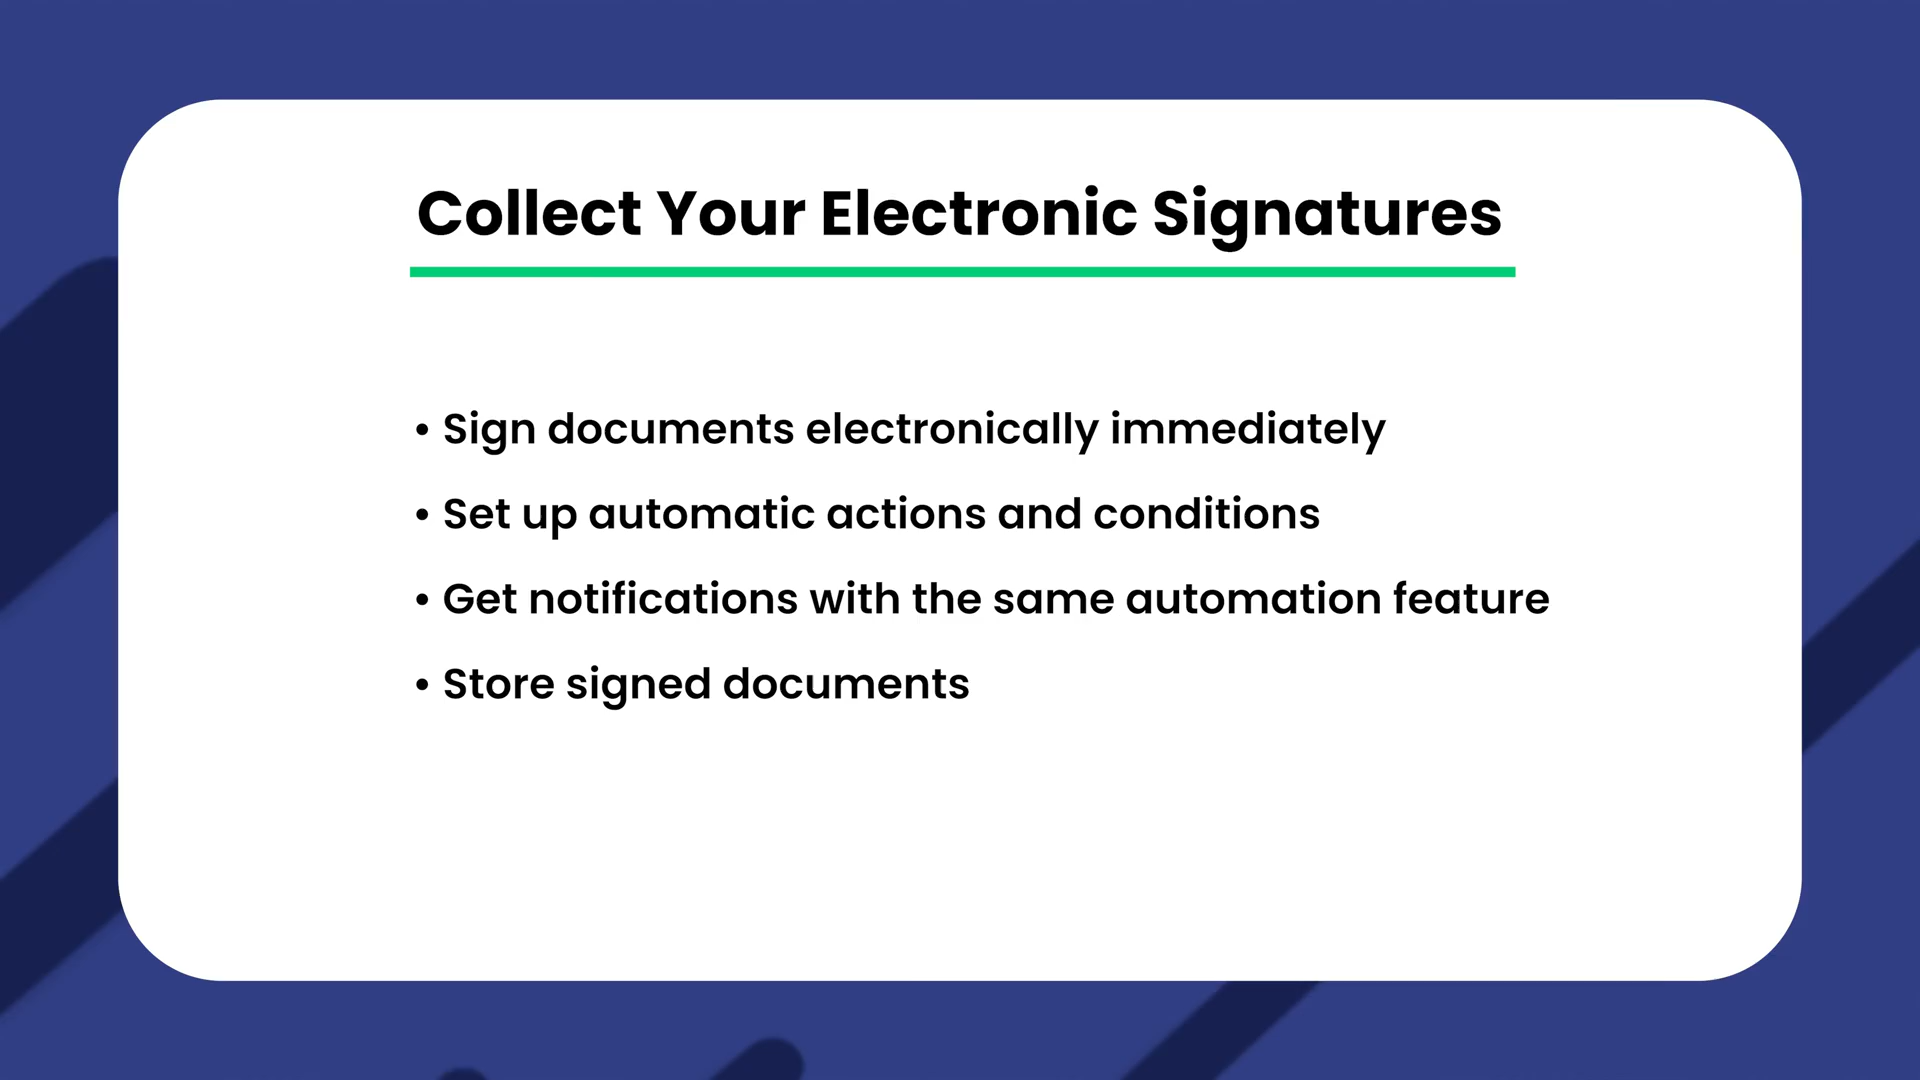 Collect Your Electronic Signatures
• Sign documents electronically immediately
• Set up automatic actions and conditions
• Get notifications with the same automation feature
• Store signed documents